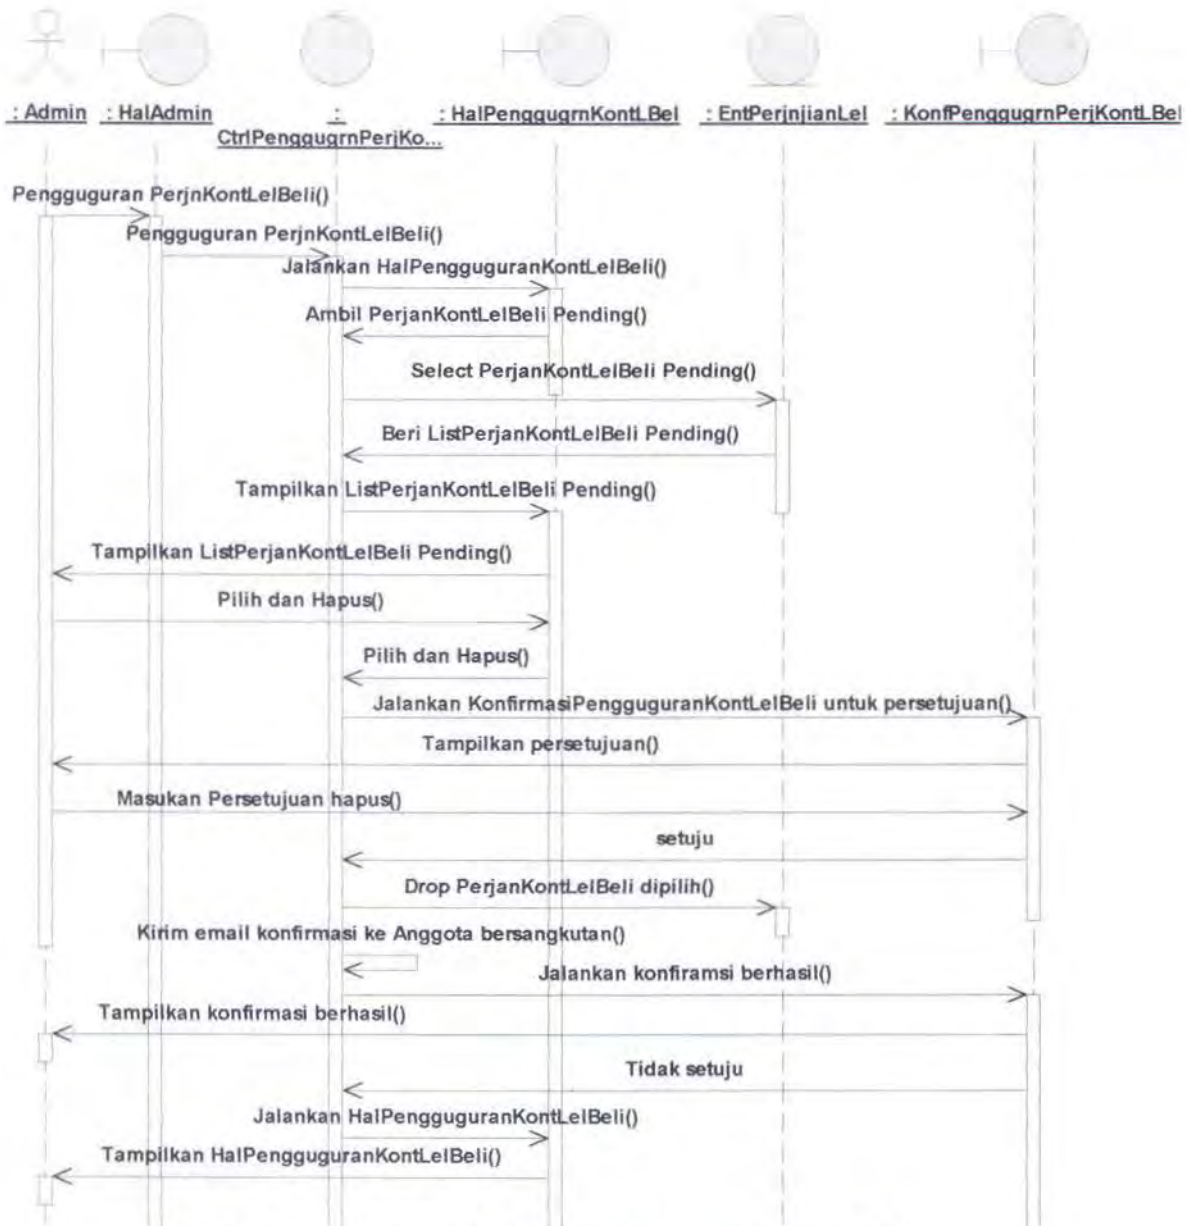 : Admin
: HalAdmin
:
CtrlPenggugrnPerjKo...
: HalPenggugrnKontLBel
: EntPerjnjianLel
: KonfPenggugrnPerjKontLBel
Pengguguran PerjnKontLelBeli()
Pengguguran PerjnKontLelBeli()
Jalankan HalPengguguranKontLelBeli()
Ambil PerjanKontLelBeli Pending()
Select PerjanKontLelBeli Pending()
Beri ListPerjanKontLelBeli Pending()
Tampilkan ListPerjanKontLelBeli Pending()
Tampilkan ListPerjanKontLelBeli Pending()
Pilih dan Hapus()
Pilih dan Hapus()
Jalankan KonfirmasiPengguguranKontLelBeli untuk persetujuan()
Tampilkan persetujuan()
Masukan Persetujuan hapus()
setuju
Drop PerjanKontLelBeli dipilih()
Kirim email konfirmasi ke Anggota bersangkutan()
Jalankan konfiramsi berhasil()
Tampilkan konfirmasi berhasil()
Tidak setuju
Jalankan HalPengguguranKontLelBeli()
Tampilkan HalPengguguranKontLelBeli()